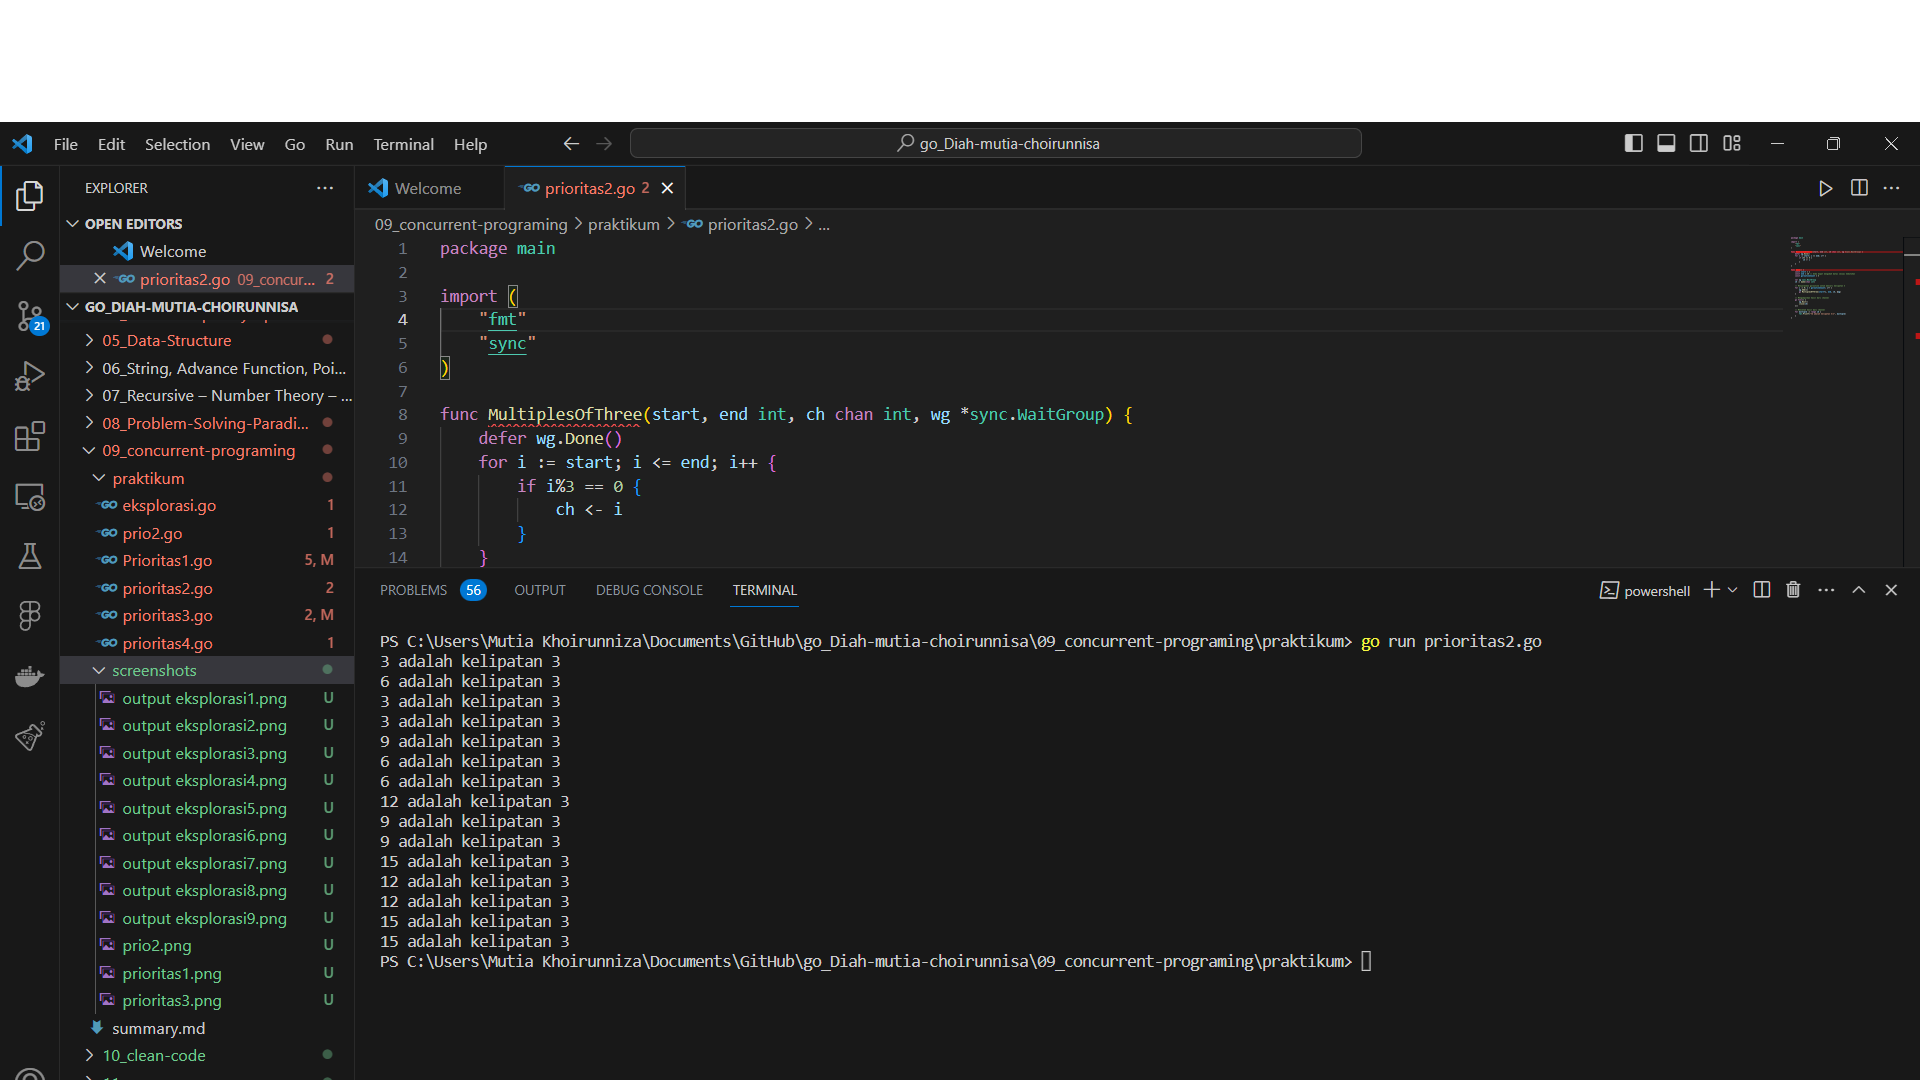 File Edit Selection View Go Run Terminal Help
go_Diah-mutia-choirunnisa
EXPLORER
OPEN EDITORS
Welcome
prioritas2.go 09_concur... 2
GO_DIAH-MUTIA-CHOIRUNNISA
05_Data-Structure
06_String, Advance Function, Poi...
07_Recursive – Number Theory – ...
08_Problem-Solving-Paradi...
09_concurrent-programing
praktikum
eksplorasi.go 1
prio2.go 1
Prioritas1.go 5, M
prioritas2.go 2
prioritas3.go 2, M
prioritas4.go 1
screenshots
output eksplorasi1.png U
output eksplorasi2.png U
output eksplorasi3.png U
output eksplorasi4.png U
output eksplorasi5.png U
output eksplorasi6.png U
output eksplorasi7.png U
output eksplorasi8.png U
output eksplorasi9.png U
prio2.png U
prioritas1.png U
prioritas3.png U
summary.md
10_clean-code
21
Welcome
prioritas2.go 2
09_concurrent-programing > praktikum > prioritas2.go > ...
1 package main
2
3 import (
4 "fmt"
5 "sync"
6 )
7
8 func MultiplesOfThree(start, end int, ch chan int, wg *sync.WaitGroup) {
9 defer wg.Done()
10 for i := start; i <= end; i++ {
11 if i%3 == 0 {
12 ch <- i
13 }
14 }
PROBLEMS 56 OUTPUT DEBUG CONSOLE TERMINAL
powershell
PS C:\Users\Mutia Khoirunniza\Documents\GitHub\go_Diah-mutia-choirunnisa\09_concurrent-programing\praktikum> go run prioritas2.go
3 adalah kelipatan 3
6 adalah kelipatan 3
3 adalah kelipatan 3
3 adalah kelipatan 3
9 adalah kelipatan 3
6 adalah kelipatan 3
6 adalah kelipatan 3
12 adalah kelipatan 3
9 adalah kelipatan 3
9 adalah kelipatan 3
15 adalah kelipatan 3
12 adalah kelipatan 3
12 adalah kelipatan 3
15 adalah kelipatan 3
15 adalah kelipatan 3
PS C:\Users\Mutia Khoirunniza\Documents\GitHub\go_Diah-mutia-choirunnisa\09_concurrent-programing\praktikum>